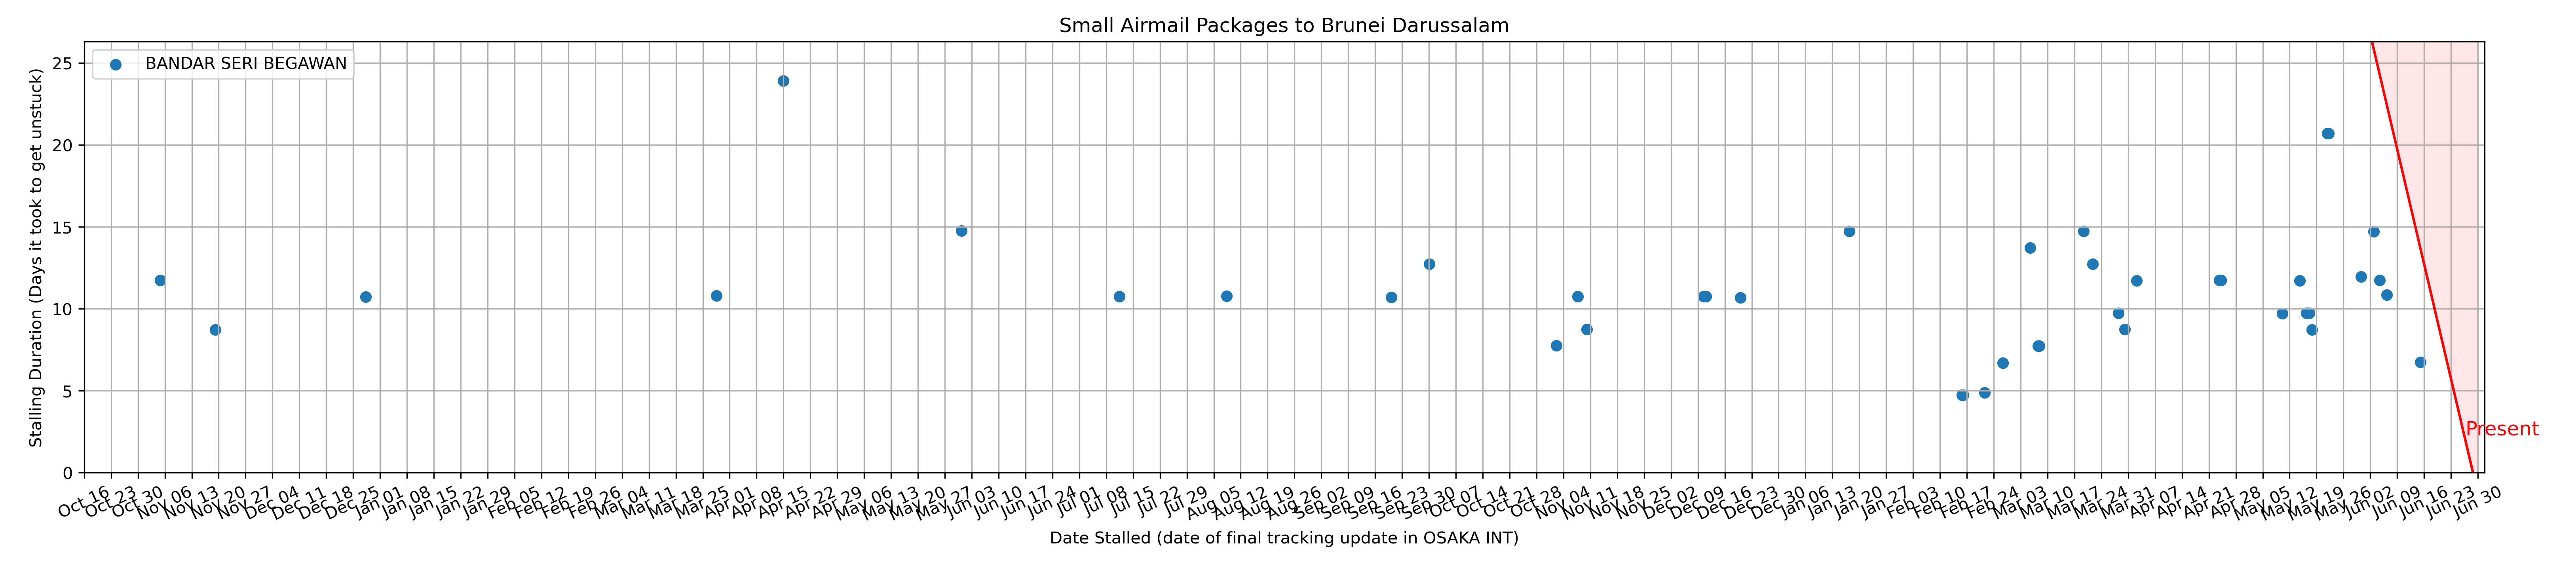 Small Airmail Packages to Brunei Darussalam
BANDAR SERI BEGAWAN
Stalling Duration (Days it took to get unstuck)
25
20
15
10
5
0
Present
Oct 16 Oct 23 Oct 30 Nov 06 Nov 13 Nov 20 Nov 27 Dec 04 Dec 11 Dec 18 Dec 25 Jan 01 Jan 08 Jan 15 Jan 22 Jan 29 Feb 05 Feb 12 Feb 19 Feb 26 Mar 04 Mar 11 Mar 18 Mar 25 Apr 01 Apr 08 Apr 15 Apr 22 Apr 29 May 06 May 13 May 20 May 27 Jun 03 Jun 10 Jun 17 Jun 24 Jul 01 Jul 08 Jul 15 Jul 22 Jul 29 Aug 05 Aug 12 Aug 19 Aug 26 Sep 02 Sep 09 Sep 16 Sep 23 Sep 30 Oct 07 Oct 14 Oct 21 Oct 28 Nov 04 Nov 11 Nov 18 Nov 25 Dec 02 Dec 09 Dec 16 Dec 23 Dec 30 Jan 06 Jan 13 Jan 20 Jan 27 Feb 03 Feb 10 Feb 17 Feb 24 Mar 03 Mar 10 Mar 17 Mar 24 Mar 31 Apr 07 Apr 14 Apr 21 Apr 28 May 05 May 12 May 19 May 26 Jun 02 Jun 09 Jun 16 Jun 23 Jun 30
Date Stalled (date of final tracking update in OSAKA INT)